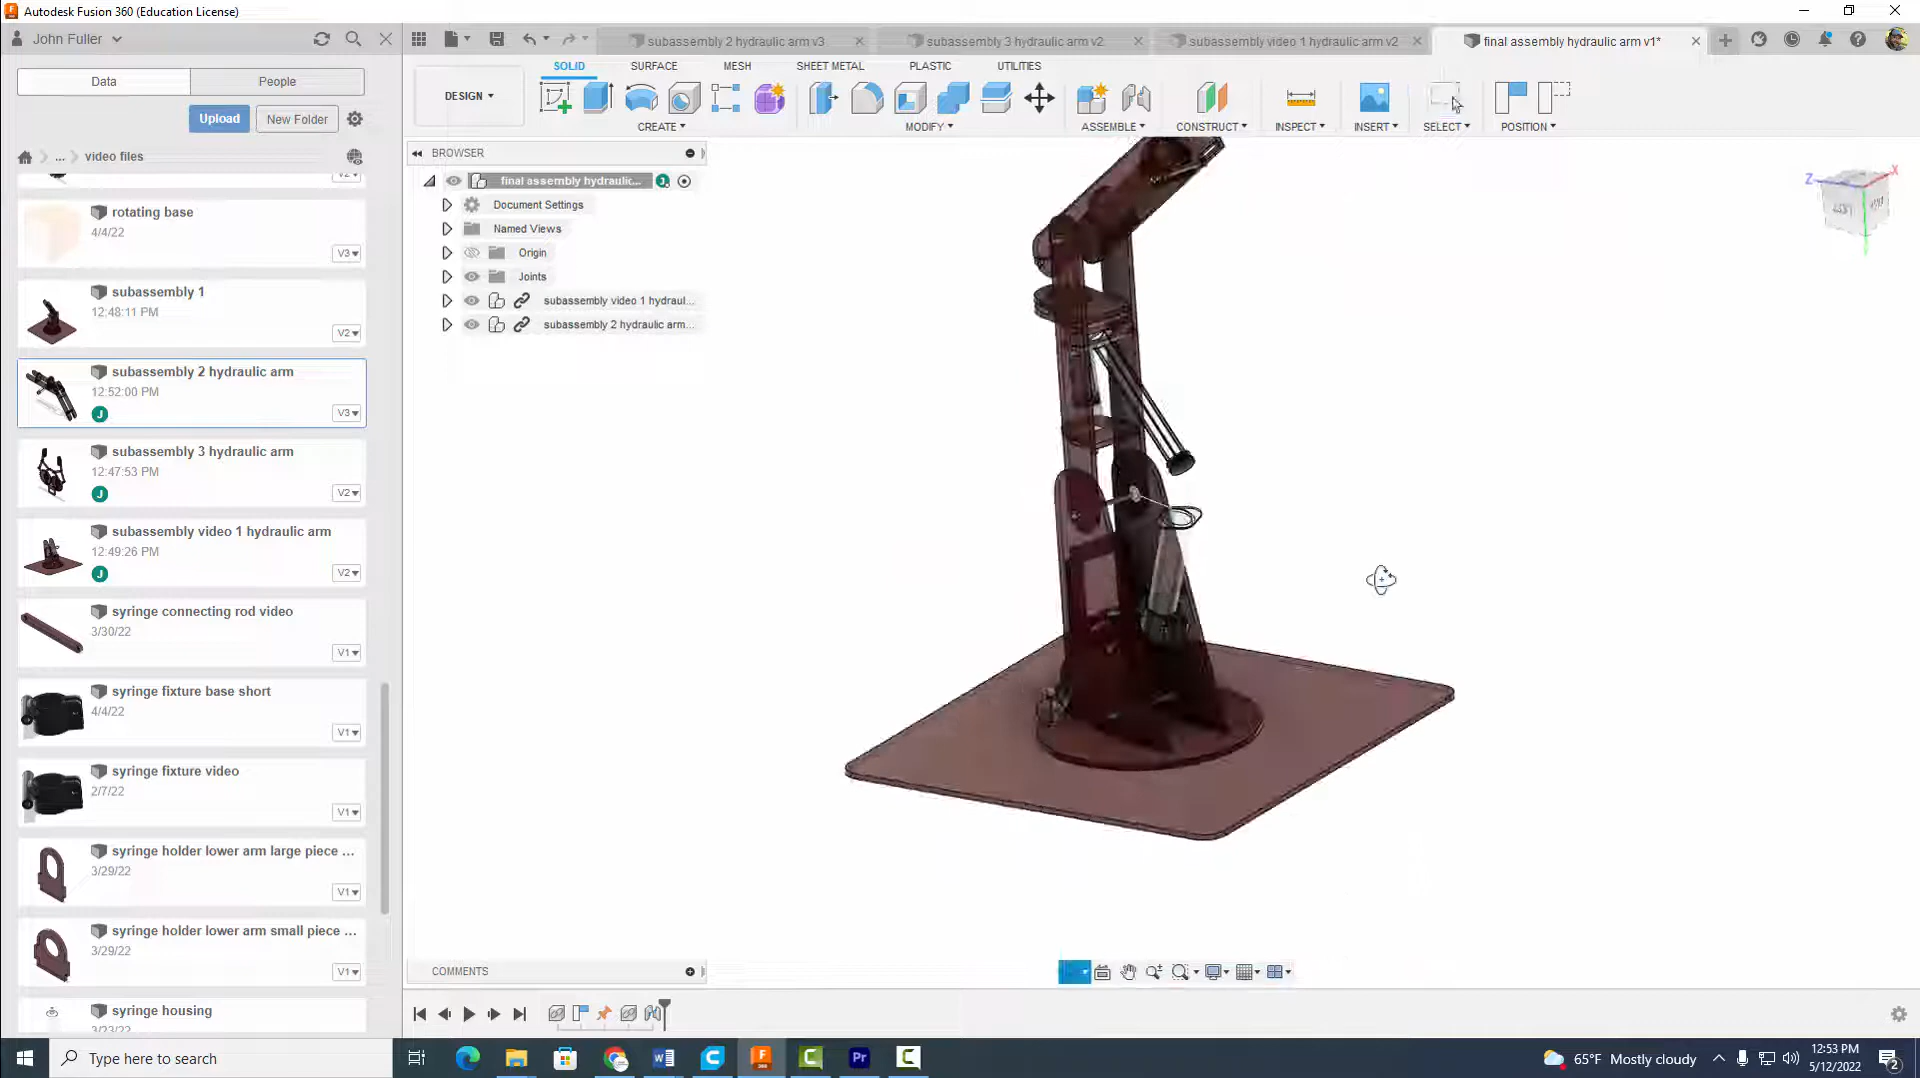 Autodesk Fusion 360 (Education License)
John Fuller
subassembly 2 hydraulic arm v3
subassembly 3 hydraulic arm v2
subassembly video 1 hydraulic arm v2
final assembly hydraulic arm v1*
Data
People
SOLID
SURFACE
MESH
SHEET METAL
PLASTIC
UTILITIES
DESIGN
Upload
New Folder
CREATE
MODIFY
ASSEMBLE
CONSTRUCT
INSPECT
INSERT
SELECT
POSITION
... video files
BROWSER
final assembly hydraulic...
Document Settings
Named Views
Origin
Joints
subassembly video 1 hydraul...
subassembly 2 hydraulic arm...
V2
rotating base
4/4/22
V3
subassembly 1
12:48:11 PM
V2
subassembly 2 hydraulic arm
12:52:00 PM
J
V3
subassembly 3 hydraulic arm
12:47:53 PM
J
V2
subassembly video 1 hydraulic arm
12:49:26 PM
J
V2
syringe connecting rod video
3/30/22
V1
syringe fixture base short
4/4/22
V1
syringe fixture video
2/7/22
V1
syringe holder lower arm large piece ...
3/29/22
V1
syringe holder lower arm small piece ...
3/29/22
V1
syringe housing
3/23/22
Z
X
LEFT
COMMENTS
Type here to search
65°F Mostly cloudy
12:53 PM
5/12/2022
2